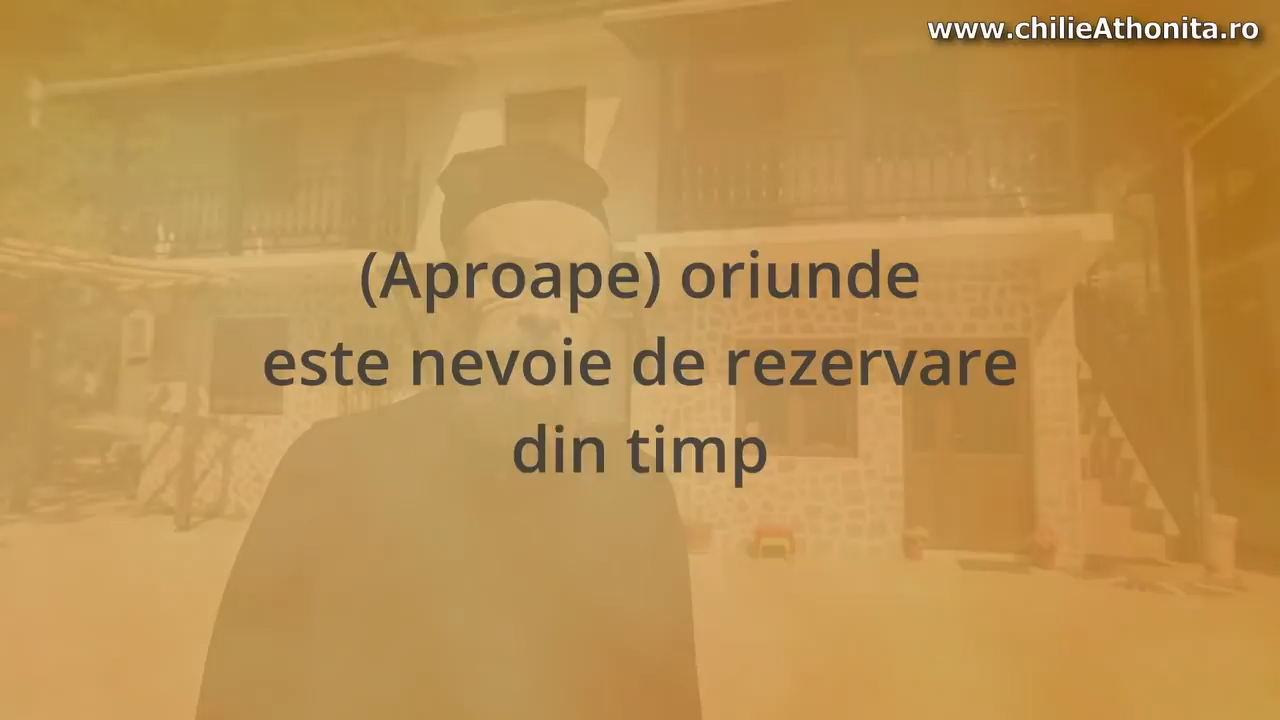 www.chilieAthonita.ro
(Aproape) oriunde
este nevoie de rezervare
din timp